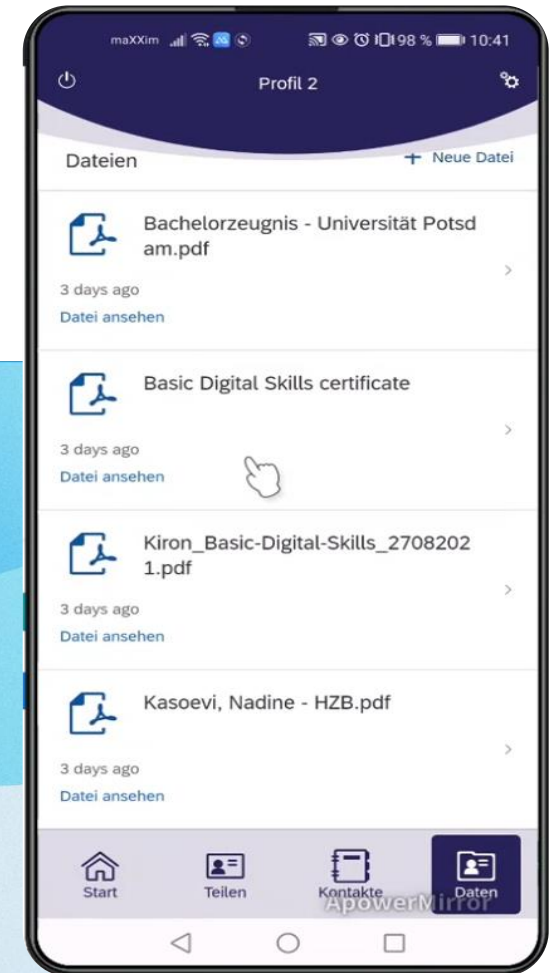 maXXim 98 % 10:41
Profil 2
Dateien + Neue Datei
Bachelorzeugnis - Universität Potsd
am.pdf
3 days ago
Datei ansehen
Basic Digital Skills certificate
3 days ago
Datei ansehen
Kiron_Basic-Digital-Skills_2708202
1.pdf
3 days ago
Datei ansehen
Kasoevi, Nadine - HZB.pdf
3 days ago
Datei ansehen
Start Teilen Kontakte Daten
ApowerMirror